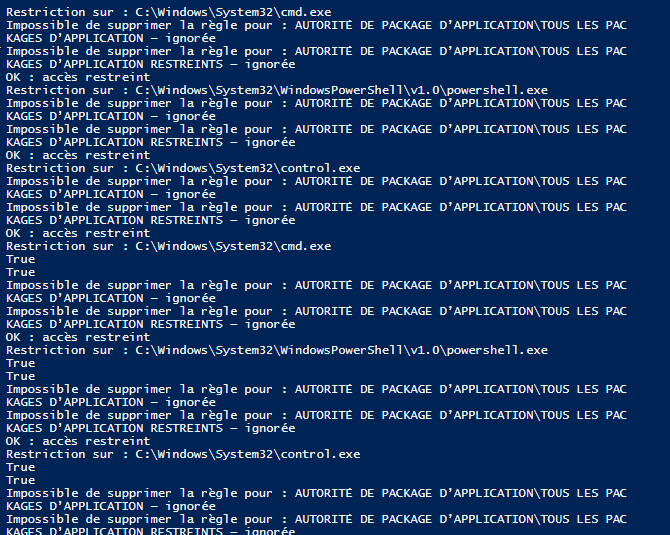 Restriction sur : C:\Windows\System32\cmd.exe
Impossible de supprimer la règle pour : AUTORITÉ DE PACKAGE D’APPLICATION\TOUS LES PAC
KAGES D’APPLICATION – ignorée
Impossible de supprimer la règle pour : AUTORITÉ DE PACKAGE D’APPLICATION\TOUS LES PAC
KAGES D’APPLICATION RESTREINTS – ignorée
OK : accès restreint
Restriction sur : C:\Windows\System32\WindowsPowerShell\v1.0\powershell.exe
Impossible de supprimer la règle pour : AUTORITÉ DE PACKAGE D’APPLICATION\TOUS LES PAC
KAGES D’APPLICATION – ignorée
Impossible de supprimer la règle pour : AUTORITÉ DE PACKAGE D’APPLICATION\TOUS LES PAC
KAGES D’APPLICATION RESTREINTS – ignorée
OK : accès restreint
Restriction sur : C:\Windows\System32\control.exe
Impossible de supprimer la règle pour : AUTORITÉ DE PACKAGE D’APPLICATION\TOUS LES PAC
KAGES D’APPLICATION – ignorée
Impossible de supprimer la règle pour : AUTORITÉ DE PACKAGE D’APPLICATION\TOUS LES PAC
KAGES D’APPLICATION RESTREINTS – ignorée
OK : accès restreint
Restriction sur : C:\Windows\System32\cmd.exe
True
True
Impossible de supprimer la règle pour : AUTORITÉ DE PACKAGE D’APPLICATION\TOUS LES PAC
KAGES D’APPLICATION – ignorée
Impossible de supprimer la règle pour : AUTORITÉ DE PACKAGE D’APPLICATION\TOUS LES PAC
KAGES D’APPLICATION RESTREINTS – ignorée
OK : accès restreint
Restriction sur : C:\Windows\System32\WindowsPowerShell\v1.0\powershell.exe
True
True
Impossible de supprimer la règle pour : AUTORITÉ DE PACKAGE D’APPLICATION\TOUS LES PAC
KAGES D’APPLICATION – ignorée
Impossible de supprimer la règle pour : AUTORITÉ DE PACKAGE D’APPLICATION\TOUS LES PAC
KAGES D’APPLICATION RESTREINTS – ignorée
OK : accès restreint
Restriction sur : C:\Windows\System32\control.exe
True
True
Impossible de supprimer la règle pour : AUTORITÉ DE PACKAGE D’APPLICATION\TOUS LES PAC
KAGES D’APPLICATION – ignorée
Impossible de supprimer la règle pour : AUTORITÉ DE PACKAGE D’APPLICATION\TOUS LES PAC
KAGES D’APPLICATION RESTREINTS – ignorée